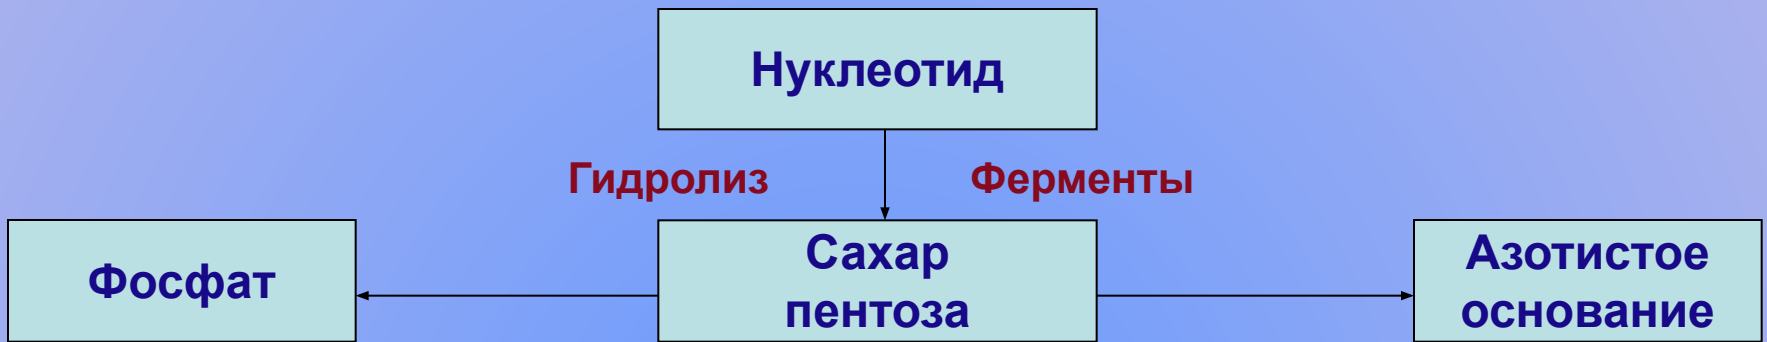 Нуклеотид
Гидролиз Ферменты
Фосфат
Сахар
пентоза
Азотистое
основание